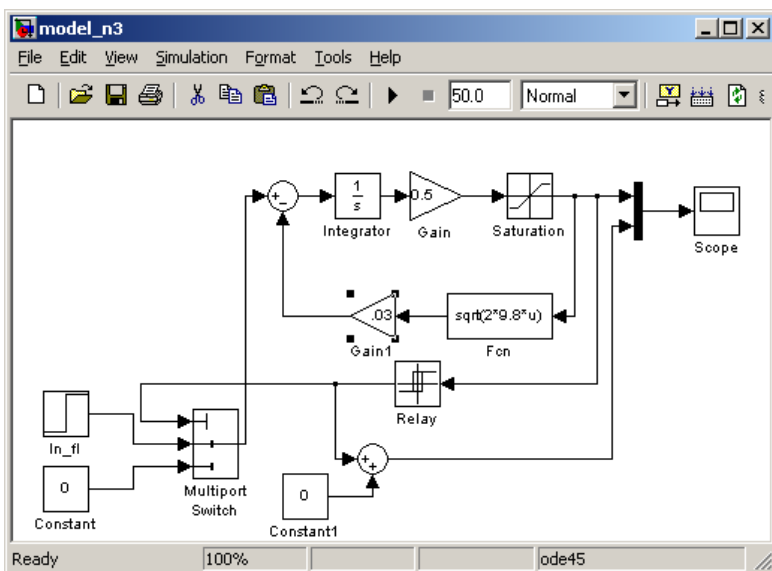 model_n3
File Edit View Simulation Format Tools Help
50.0 Normal
1
s
0.5
Integrator Gain Saturation
Scope
.03 sqrt(2*9.8*u)
Gain1 Fcn
Relay
In_fl
0
Constant
Multiport
Switch
0
Constant1
Ready 100% ode45